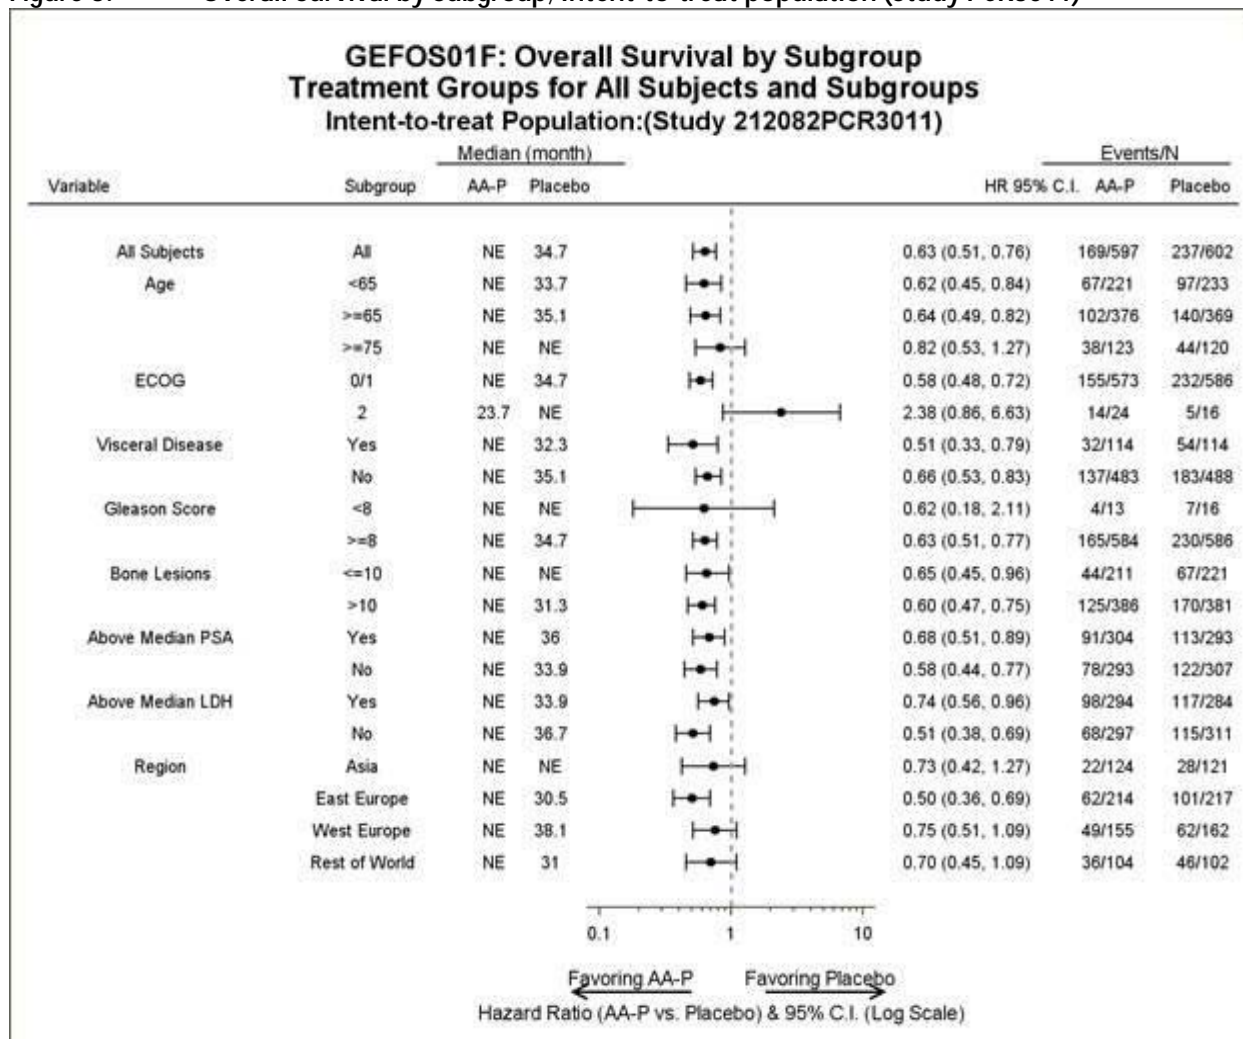 GEFOS01F: Overall Survival by Subgroup
Treatment Groups for All Subjects and Subgroups
Intent-to-treat Population:(Study 212082PCR3011)
Median (month) Events/N
Variable Subgroup AA-P Placebo HR 95% C.I. AA-P Placebo
All Subjects All NE 34.7 0.63 (0.51, 0.76) 169/597 237/602
Age <65 NE 33.7 0.62 (0.45, 0.84) 67/221 97/233
>=65 NE 35.1 0.64 (0.49, 0.82) 102/376 140/369
>=75 NE NE 0.82 (0.53, 1.27) 38/123 44/120
ECOG 0/1 NE 34.7 0.58 (0.48, 0.72) 155/573 232/586
2 23.7 NE 2.38 (0.86, 6.63) 14/24 5/16
Visceral Disease Yes NE 32.3 0.51 (0.33, 0.79) 32/114 54/114
No NE 35.1 0.66 (0.53, 0.83) 137/483 183/488
Gleason Score <8 NE NE 0.62 (0.18, 2.11) 4/13 7/16
>=8 NE 34.7 0.63 (0.51, 0.77) 165/584 230/586
Bone Lesions <=10 NE NE 0.65 (0.45, 0.96) 44/211 67/221
>10 NE 31.3 0.60 (0.47, 0.75) 125/386 170/381
Above Median PSA Yes NE 36 0.68 (0.51, 0.89) 91/304 113/293
No NE 33.9 0.58 (0.44, 0.77) 78/293 122/307
Above Median LDH Yes NE 33.9 0.74 (0.56, 0.96) 98/294 117/284
No NE 36.7 0.51 (0.38, 0.69) 68/297 115/311
Region Asia NE NE 0.73 (0.42, 1.27) 22/124 28/121
East Europe NE 30.5 0.50 (0.36, 0.69) 62/214 101/217
West Europe NE 38.1 0.75 (0.51, 1.09) 49/155 62/162
Rest of World NE 31 0.70 (0.45, 1.09) 36/104 46/102
0.1 1 10
Favoring AA-P Favoring Placebo
Hazard Ratio (AA-P vs. Placebo) & 95% C.I. (Log Scale)